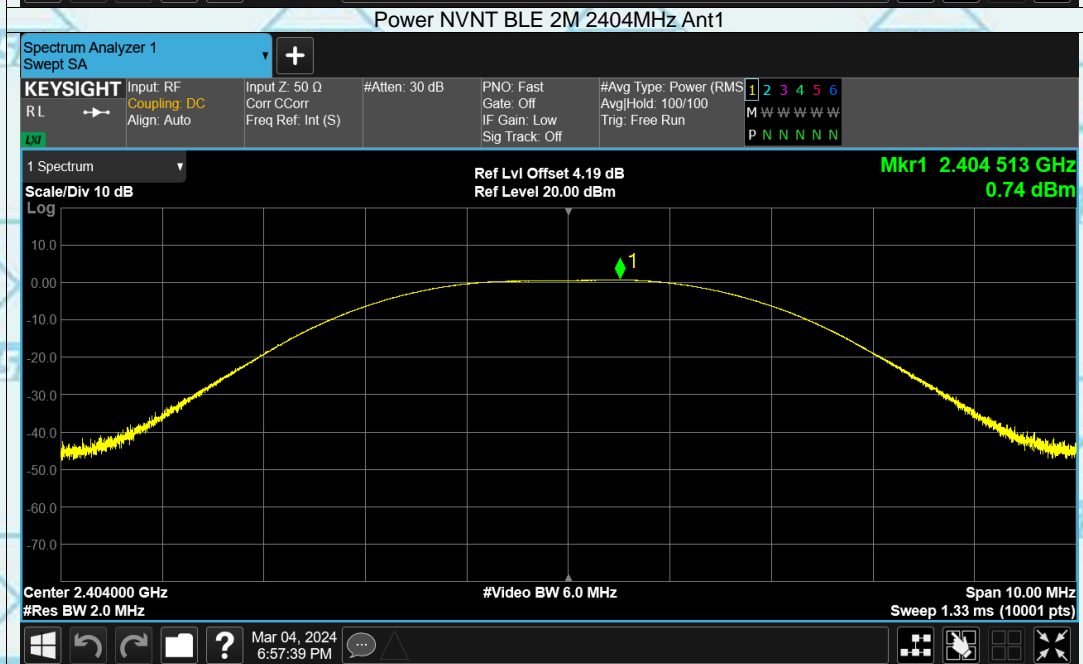 Power NVNT BLE 2M 2404MHz Ant1
Spectrum Analyzer 1
Swept SA
+
KEYSIGHT
RL
LXI
Input: RF
Coupling: DC
Align: Auto
Input Z: 50 Ω
Corr CCorr
Freq Ref: Int (S)
#Atten: 30 dB
PNO: Fast
Gate: Off
IF Gain: Low
Sig Track: Off
#Avg Type: Power (RMS
Avg|Hold: 100/100
Trig: Free Run
1 2 3 4 5 6
M W W W W W
P N N N N N
1 Spectrum
Scale/Div 10 dB
Log
Ref Lvl Offset 4.19 dB
Ref Level 20.00 dBm
Mkr1 2.404 513 GHz
0.74 dBm
10.0
0.00
-10.0
-20.0
-30.0
-40.0
-50.0
-60.0
-70.0
1
Center 2.404000 GHz
#Res BW 2.0 MHz
#Video BW 6.0 MHz
Span 10.00 MHz
Sweep 1.33 ms (10001 pts)
?
Mar 04, 2024
6:57:39 PM